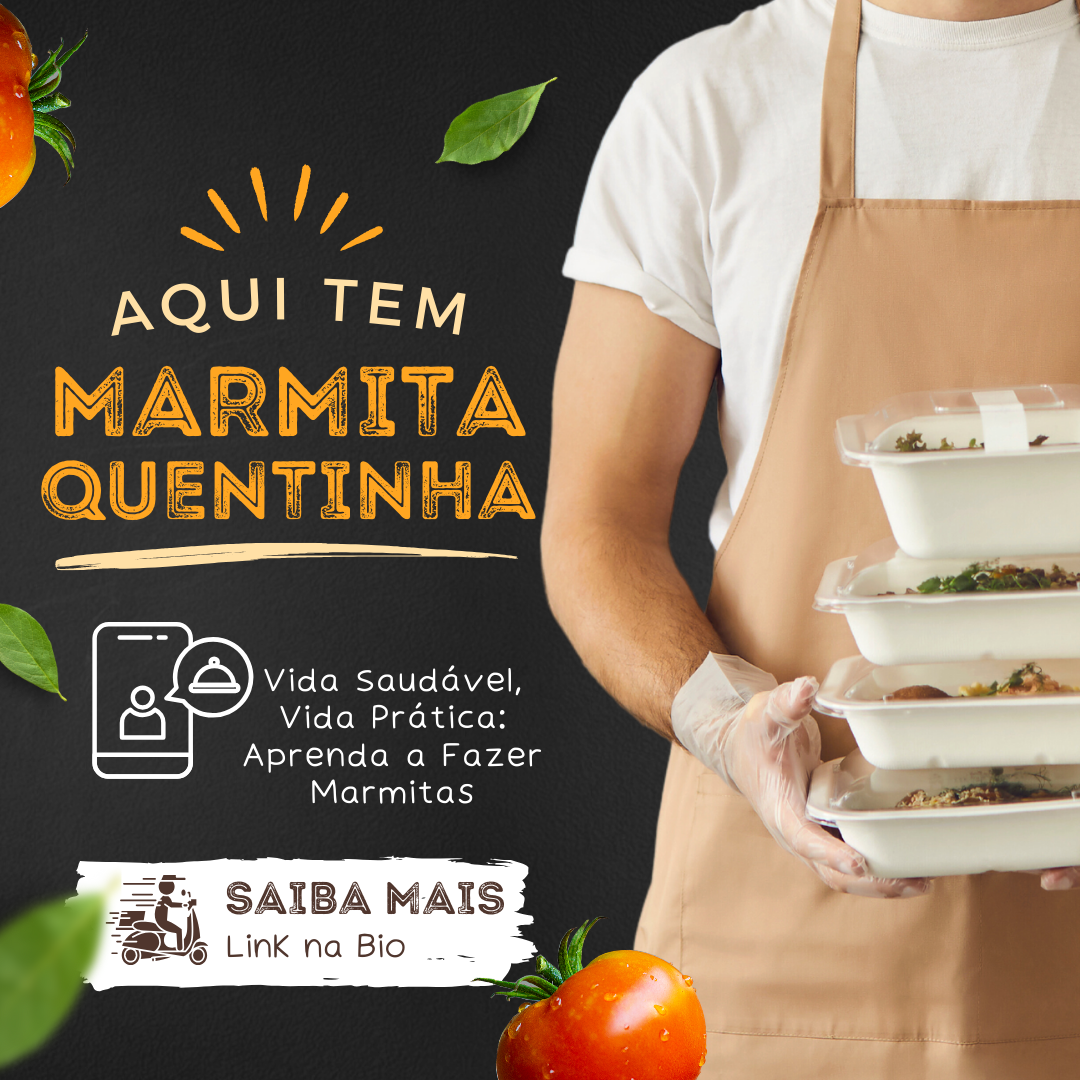 AQUI TEM
MARMITA
QUENTINHA
Vida Saudável,
Vida Prática:
Aprenda a Fazer
Marmitas
SAIBA MAIS
Link na Bio